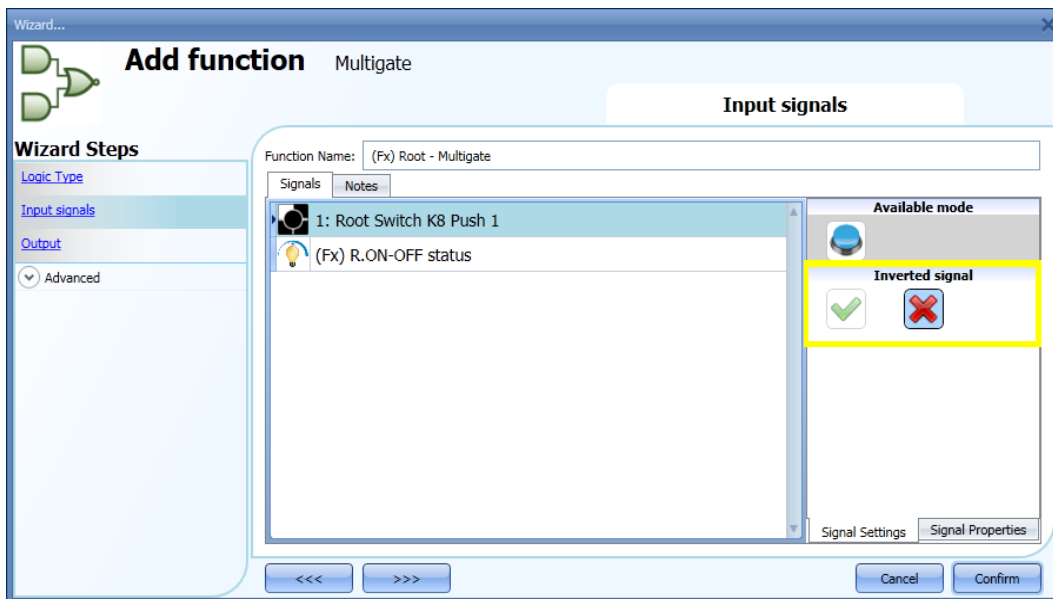 Wizard...
Add function Multigate
Input signals
Wizard Steps
Logic Type
Input signals
Output
Advanced
Function Name: (Fx) Root - Multigate
Signals Notes
1: Root Switch K8 Push 1
(Fx) R.ON-OFF status
Available mode
Inverted signal
Signal Settings Signal Properties
<<< >>> Cancel Confirm